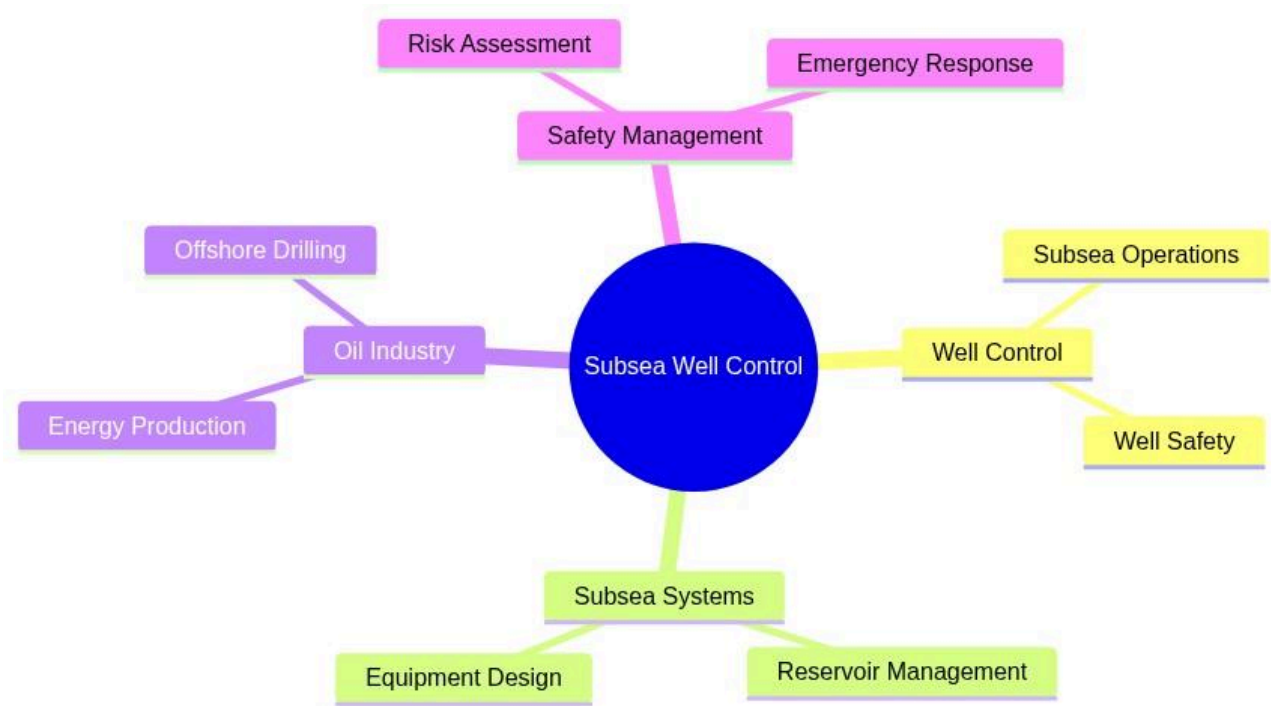 Risk Assessment
Emergency Response
Safety Management
Offshore Drilling
Subsea Operations
Oil Industry
Subsea Well Control
Well Control
Energy Production
Well Safety
Subsea Systems
Equipment Design
Reservoir Management